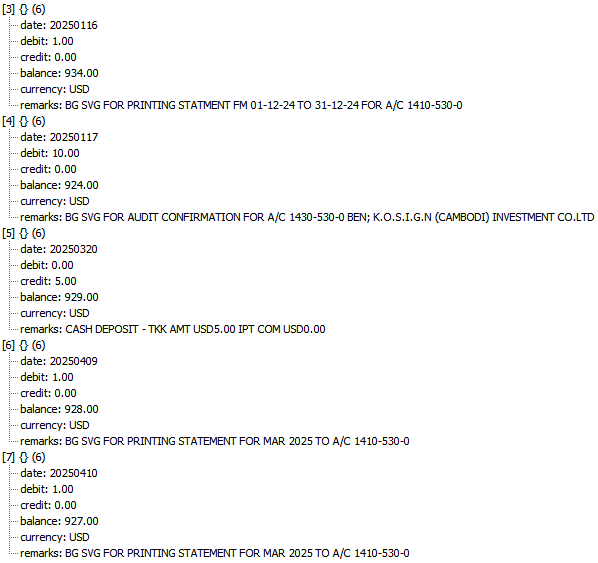 [3] {} (6)
date: 20250116
debit: 1.00
credit: 0.00
balance: 934.00
currency: USD
remarks: BG SVG FOR PRINTING STATMENT FM 01-12-24 TO 31-12-24 FOR A/C 1410-530-0
[4] {} (6)
date: 20250117
debit: 10.00
credit: 0.00
balance: 924.00
currency: USD
remarks: BG SVG FOR AUDIT CONFIRMATION FOR A/C 1430-530-0 BEN; K.O.S.I.G.N (CAMBODI) INVESTMENT CO.LTD
[5] {} (6)
date: 20250320
debit: 0.00
credit: 5.00
balance: 929.00
currency: USD
remarks: CASH DEPOSIT - TKK AMT USD5.00 IPT COM USD0.00
[6] {} (6)
date: 20250409
debit: 1.00
credit: 0.00
balance: 928.00
currency: USD
remarks: BG SVG FOR PRINTING STATEMENT FOR MAR 2025 TO A/C 1410-530-0
[7] {} (6)
date: 20250410
debit: 1.00
credit: 0.00
balance: 927.00
currency: USD
remarks: BG SVG FOR PRINTING STATEMENT FOR MAR 2025 TO A/C 1410-530-0